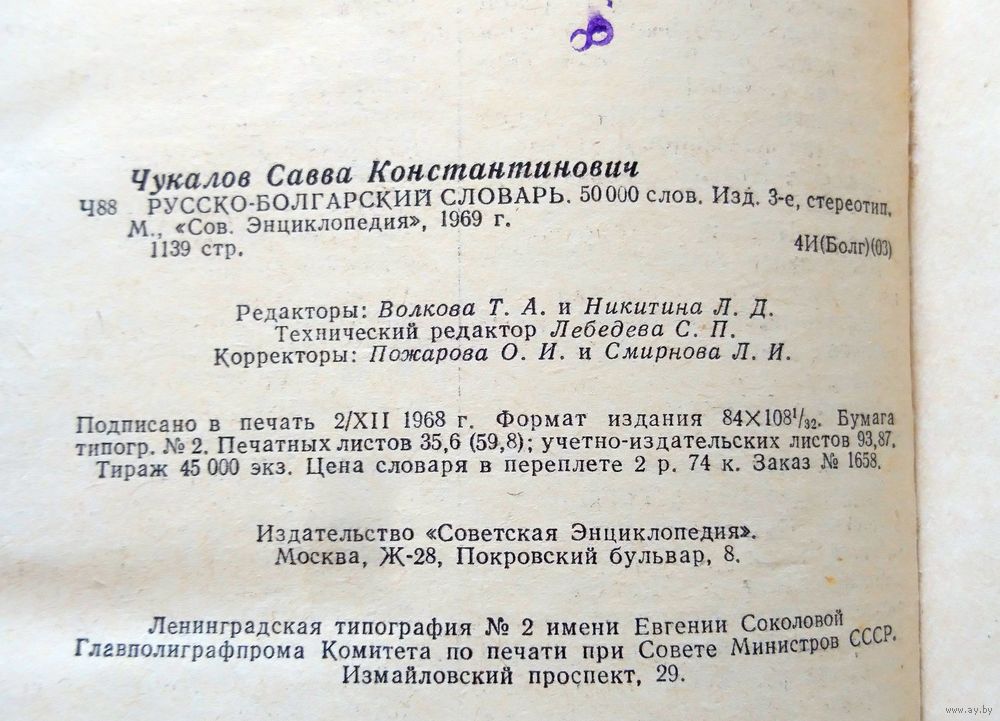 8
Чукалов Савва Константинович
Ч88 РУССКО-БОЛГАРСКИЙ СЛОВАРЬ. 50 000 слов. Изд. 3-е, стереотип.
М., «Сов. Энциклопедия», 1969 г.
1139 стр. 4И(Болг)(03)
Редакторы: Волкова Т. А. и Никитина Л. Д.
Технический редактор Лебедева С. П.
Корректоры: Пожарова О. И. и Смирнова Л. И.
Подписано в печать 2/XII 1968 г. Формат издания 84×108¹/₃₂. Бумага
типогр. № 2. Печатных листов 35,6 (59,8); учетно-издательских листов 93,87.
Тираж 45 000 экз. Цена словаря в переплете 2 р. 74 к. Заказ № 1658.
Издательство «Советская Энциклопедия».
Москва, Ж-28, Покровский бульвар, 8.
Ленинградская типография № 2 имени Евгении Соколовой
Главполиграфпрома Комитета по печати при Совете Министров СССР.
Измайловский проспект, 29.
www.ay.by